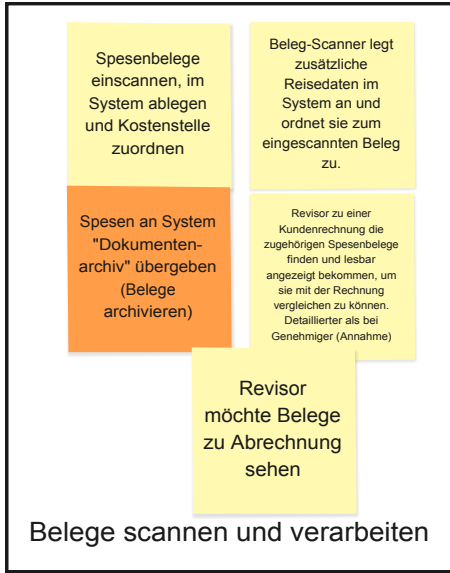 Spesenbelege
einscannen, im
System ablegen
und Kostenstelle
zuordnen
Beleg-Scanner legt
zusätzliche
Reisedaten im
System an und
ordnet sie zum
eingescannten Beleg
zu.
Spesen an System
"Dokumenten-
archiv" übergeben
(Belege
archivieren)
Revisor zu einer
Kundenrechnung die
zugehörigen Spesenbelege
finden und lesbar
angezeigt bekommen, um
sie mit der Rechnung
vergleichen zu können.
Detaillierter als bei
Genehmiger (Annahme)
Revisor
möchte Belege
zu Abrechnung
sehen
Belege scannen und verarbeiten